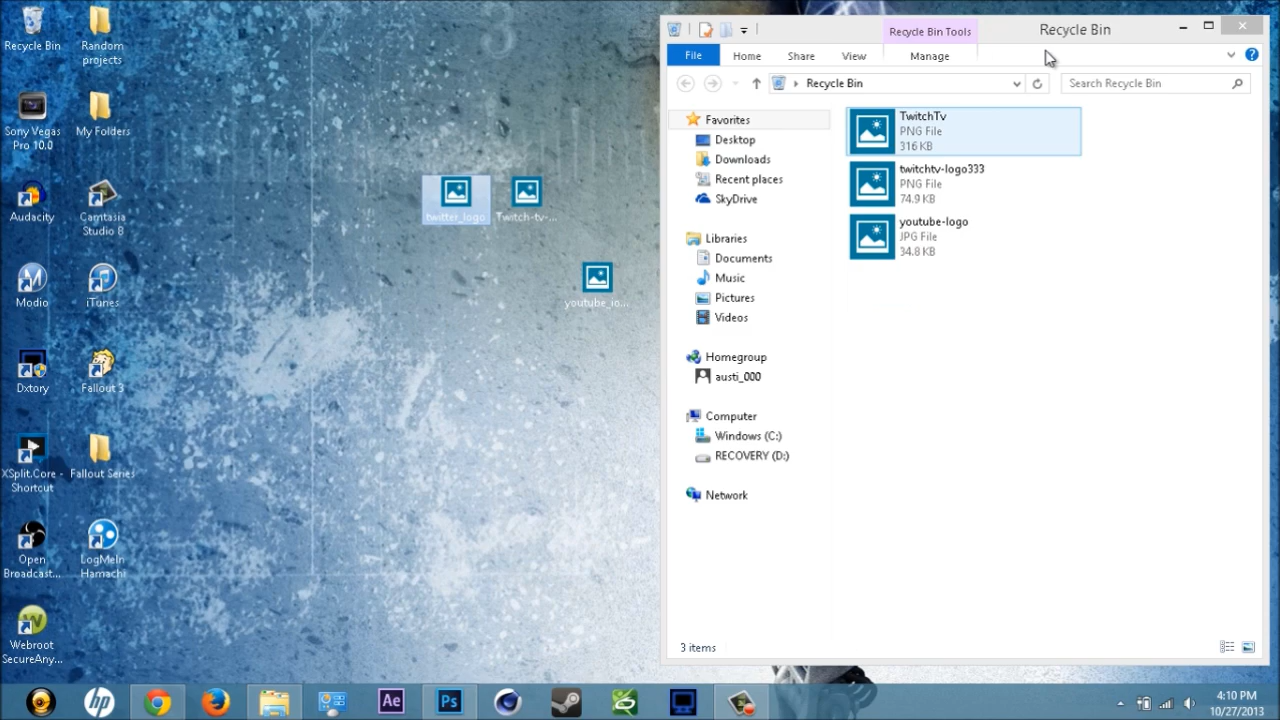 Recycle Bin
Random
projects
Sony Vegas
Pro 10.0
My Folders
Audacity
Camtasia
Studio 8
Modio
iTunes
Dxtory
Fallout 3
XSplit.Core -
Shortcut
Fallout Series
Open
Broadcast...
LogMeIn
Hamachi
Webroot
SecureAny...
twitter_logo
Twitch-tv-...
youtube_io...
Recycle Bin Tools
Recycle Bin
File
Home
Share
View
Manage
Recycle Bin
Search Recycle Bin
Favorites
Desktop
Downloads
Recent places
SkyDrive
Libraries
Documents
Music
Pictures
Videos
Homegroup
austi_000
Computer
Windows (C:)
RECOVERY (D:)
Network
TwitchTv
PNG File
316 KB
twitchtv-logo333
PNG File
74.9 KB
youtube-logo
JPG File
34.8 KB
3 items
hp
Ae
Ps
4:10 PM
10/27/2013